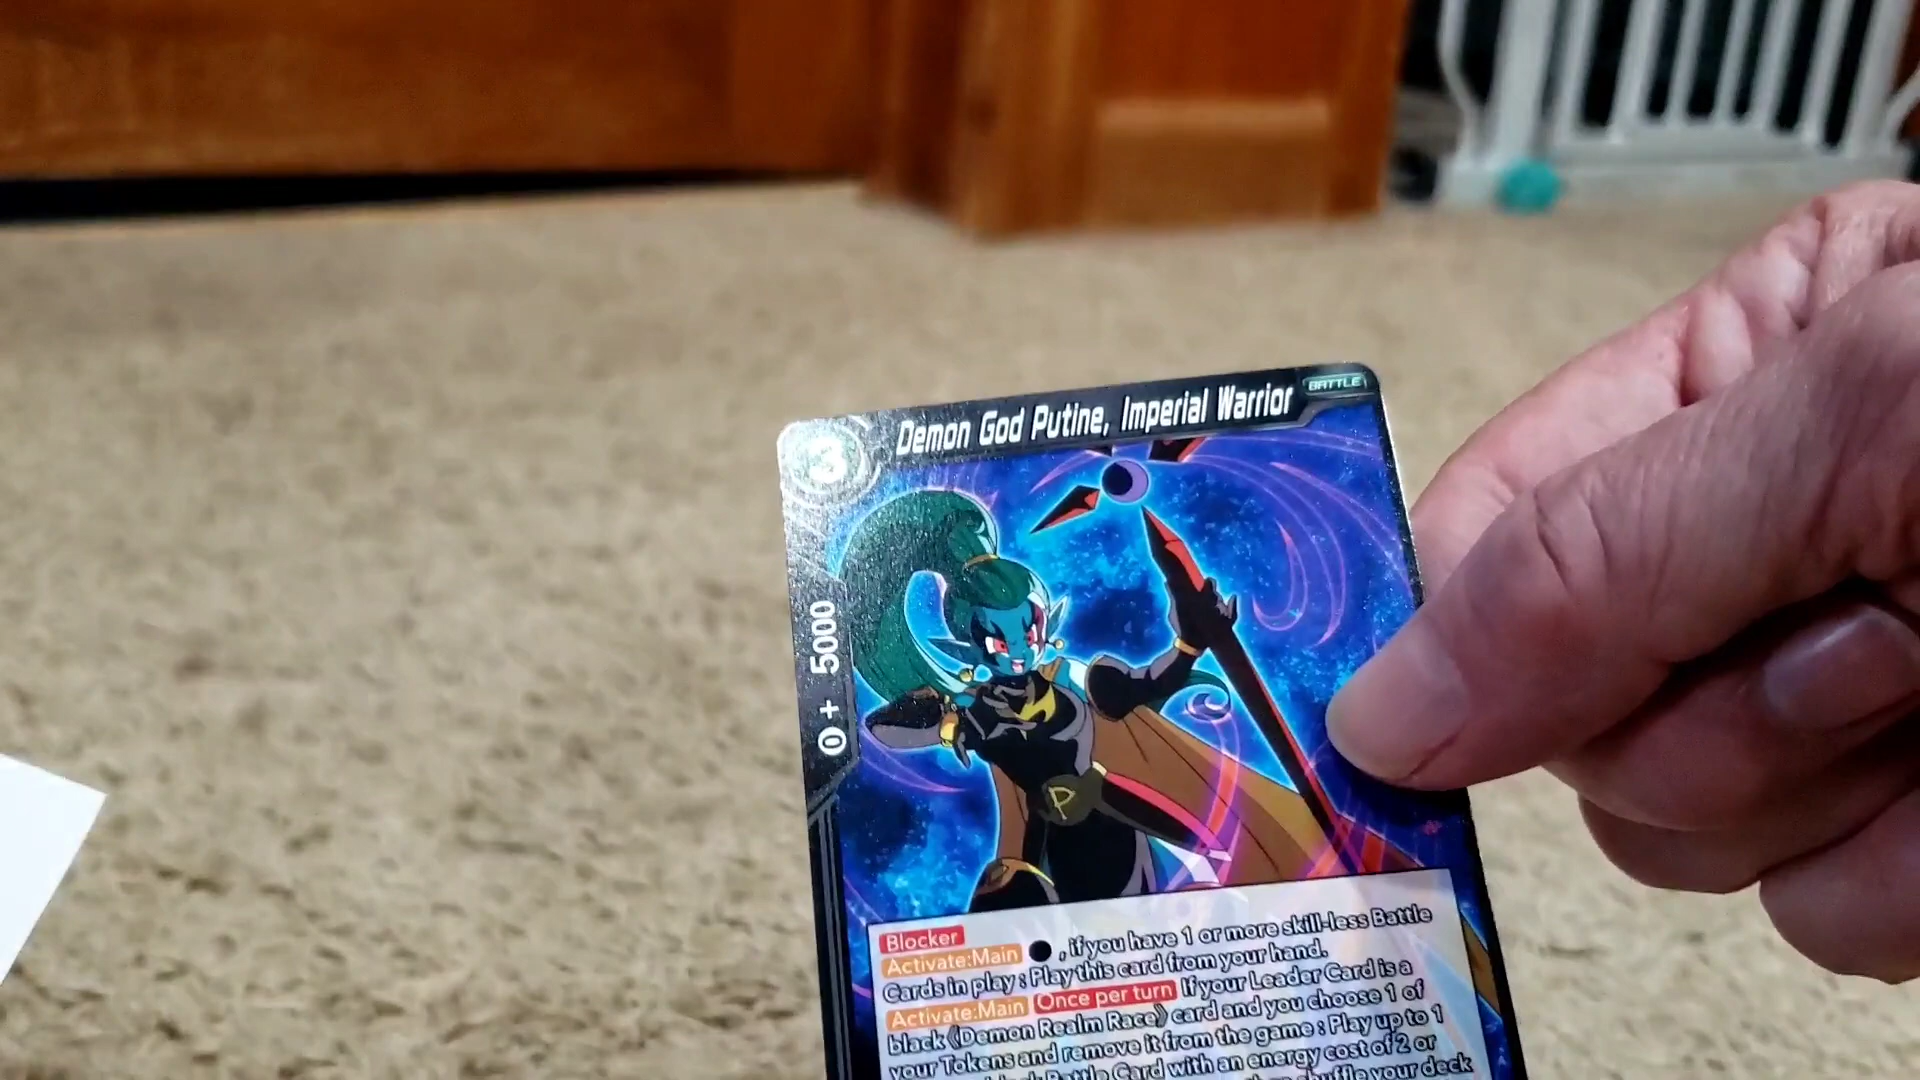 3
Demon God Putine, Imperial Warrior
BATTLE
+ 5000
P
Blocker
Activate:Main , if you have 1 or more skill-less Battle
Cards in play : Play this card from your hand.
Activate:Main Once per turn If your Leader Card is a
black 《Demon Realm Race》 card and you choose 1 of
your Tokens and remove it from the game : Play up to 1
Battle Card with an energy cost of 2 or
shuffle your deck